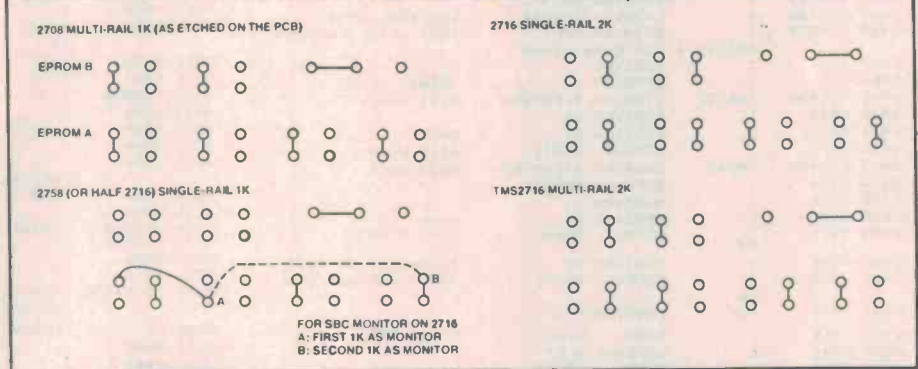 2708 MULTI-RAIL 1K (AS ETCHED ON THE PCB)
EPROM B
EPROM A
2758 (OR HALF 2716) SINGLE-RAIL 1K
A
B
FOR SBC MONITOR ON 2716
A: FIRST 1K AS MONITOR
B: SECOND 1K AS MONITOR
2716 SINGLE-RAIL 2K
TMS2716 MULTI-RAIL 2K